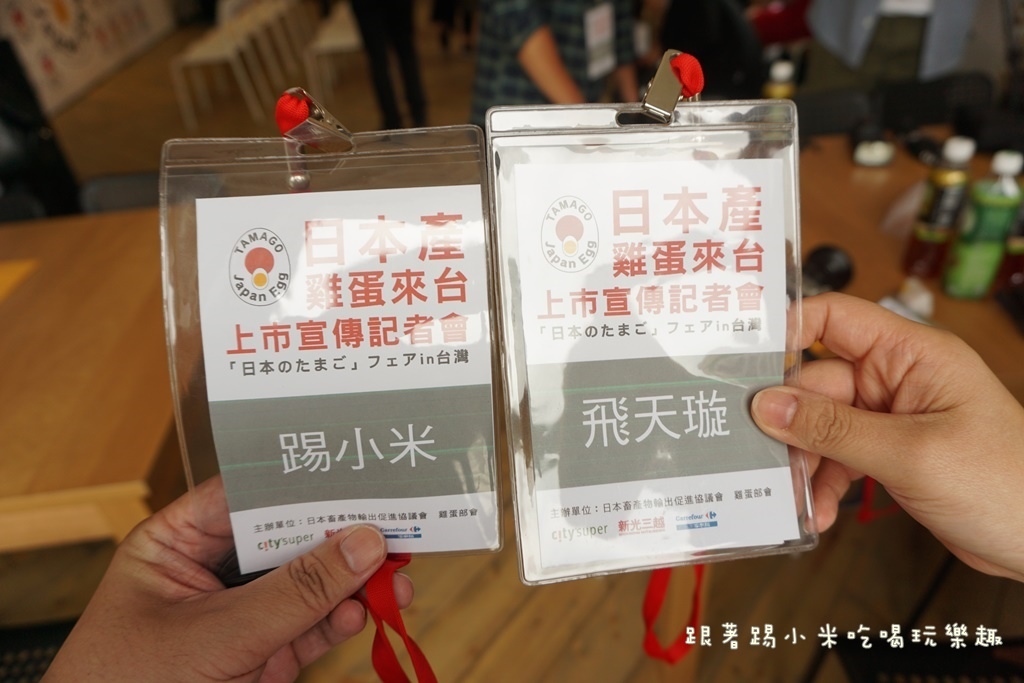 TAMAGO
Japan Egg
日本產
雞蛋來台
上市宣傳記者會
「日本のたまご」フェアin台灣
踢小米
主辦單位：日本畜產物輸出促進協議會 雞蛋部會
citysuper
TAMAGO
Japan Egg
日本產
雞蛋來台
上市宣傳記者會
「日本のたまご」フェアin台灣
飛天璇
主辦單位：日本畜產物輸出促進協議會 雞蛋部會
citysuper 新光三越 Carrefour
跟著踢小米吃喝玩樂趣